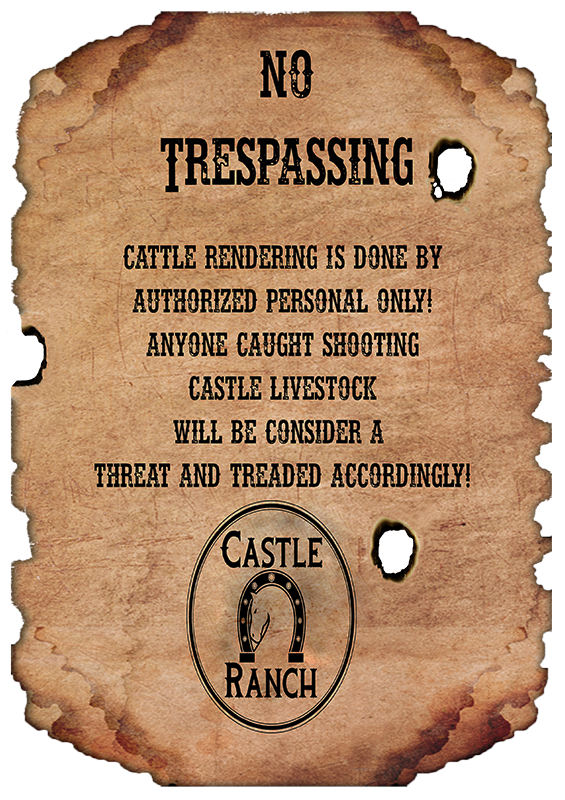 NO
TRESPASSING
CATTLE RENDERING IS DONE BY
AUTHORIZED PERSONAL ONLY!
ANYONE CAUGHT SHOOTING
CASTLE LIVESTOCK
WILL BE CONSIDER A
THREAT AND TREADED ACCORDINGLY!
CASTLE
RANCH